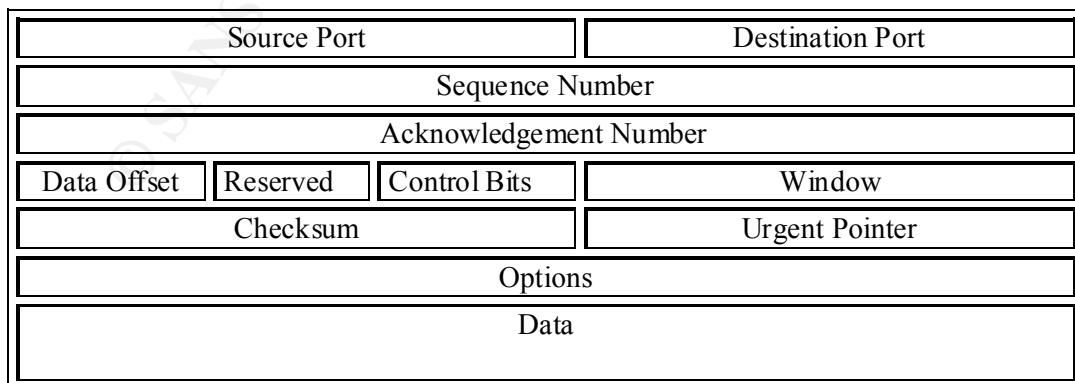 © SANS
Source Port Destination Port
Sequence Number
Acknowledgement Number
Data Offset Reserved Control Bits Window
Checksum Urgent Pointer
Options
Data